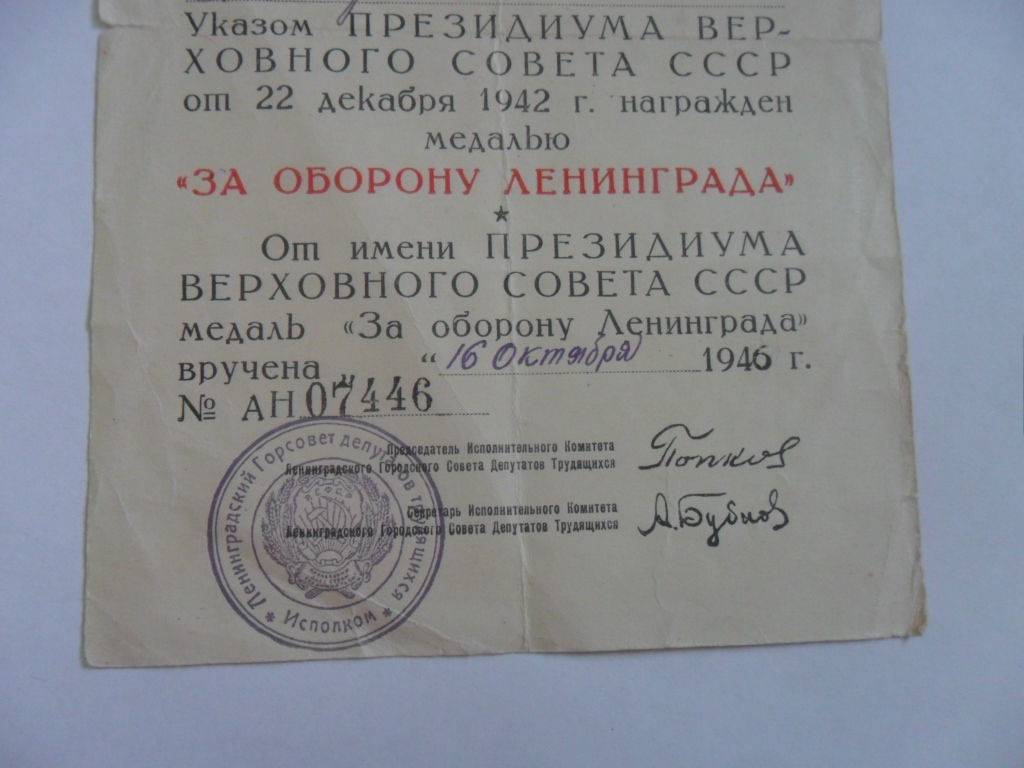 Указом ПРЕЗИДИУМА ВЕР-
ХОВНОГО СОВЕТА СССР
от 22 декабря 1942 г. награжден
медалью
«ЗА ОБОРОНУ ЛЕНИНГРАДА»
От имени ПРЕЗИДИУМА
ВЕРХОВНОГО СОВЕТА СССР
медаль «За оборону Ленинграда»
вручена „ “ 16 Октября 1946 г.
№ АН 07446
Председатель Исполнительного Комитета
Ленинградского Городского Совета Депутатов Трудящихся
Попков
Секретарь Исполнительного Комитета
Ленинградского Городского Совета Депутатов Трудящихся
А. Бубнов
* Ленинградский Горсовет депутатов трудящихся *
Исполком
РСФСР